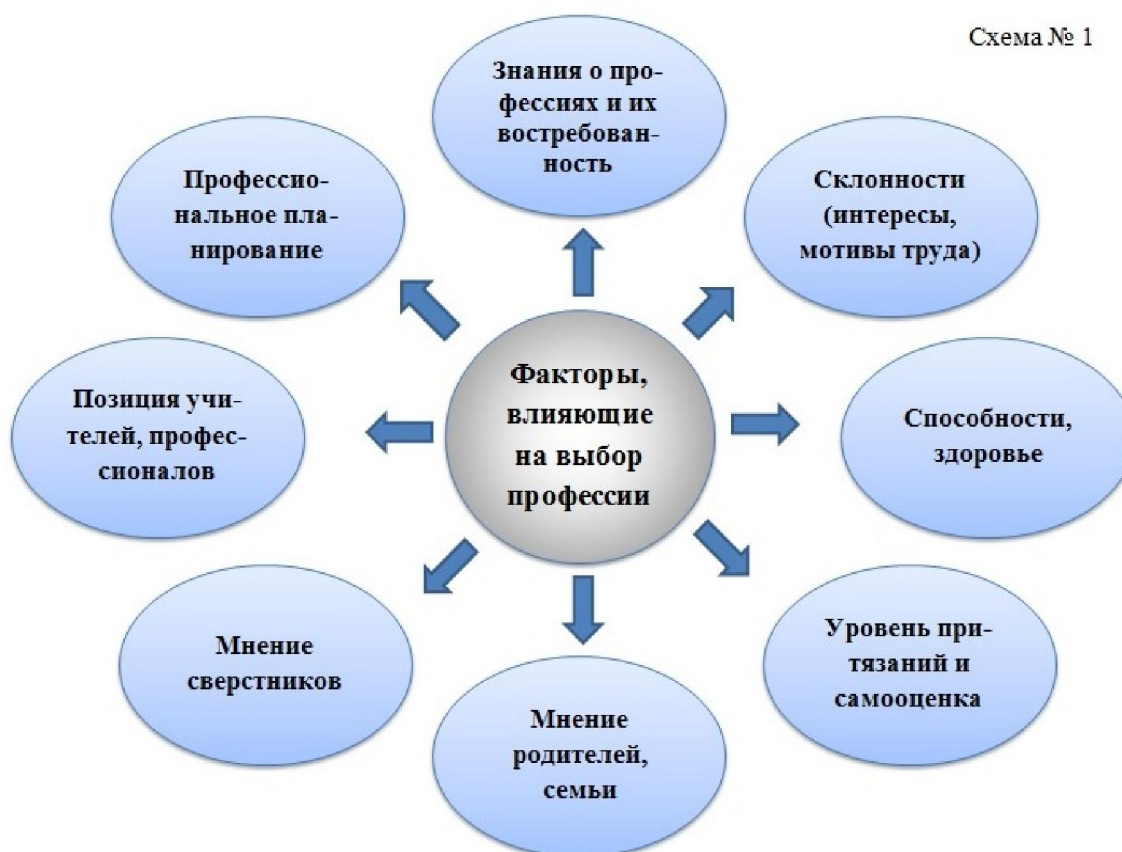 Схема № 1
Знания о про-
фессиях и их
востребован-
ность
Профессио-
нальное пла-
нирование
Склонности
(интересы,
мотивы труда)
Факторы,
влияющие
на выбор
профессии
Позиция учи-
телей, профес-
сионалов
Способности,
здоровье
Мнение
сверстников
Уровень при-
тязаний и
самооценка
Мнение
родителей,
семьи